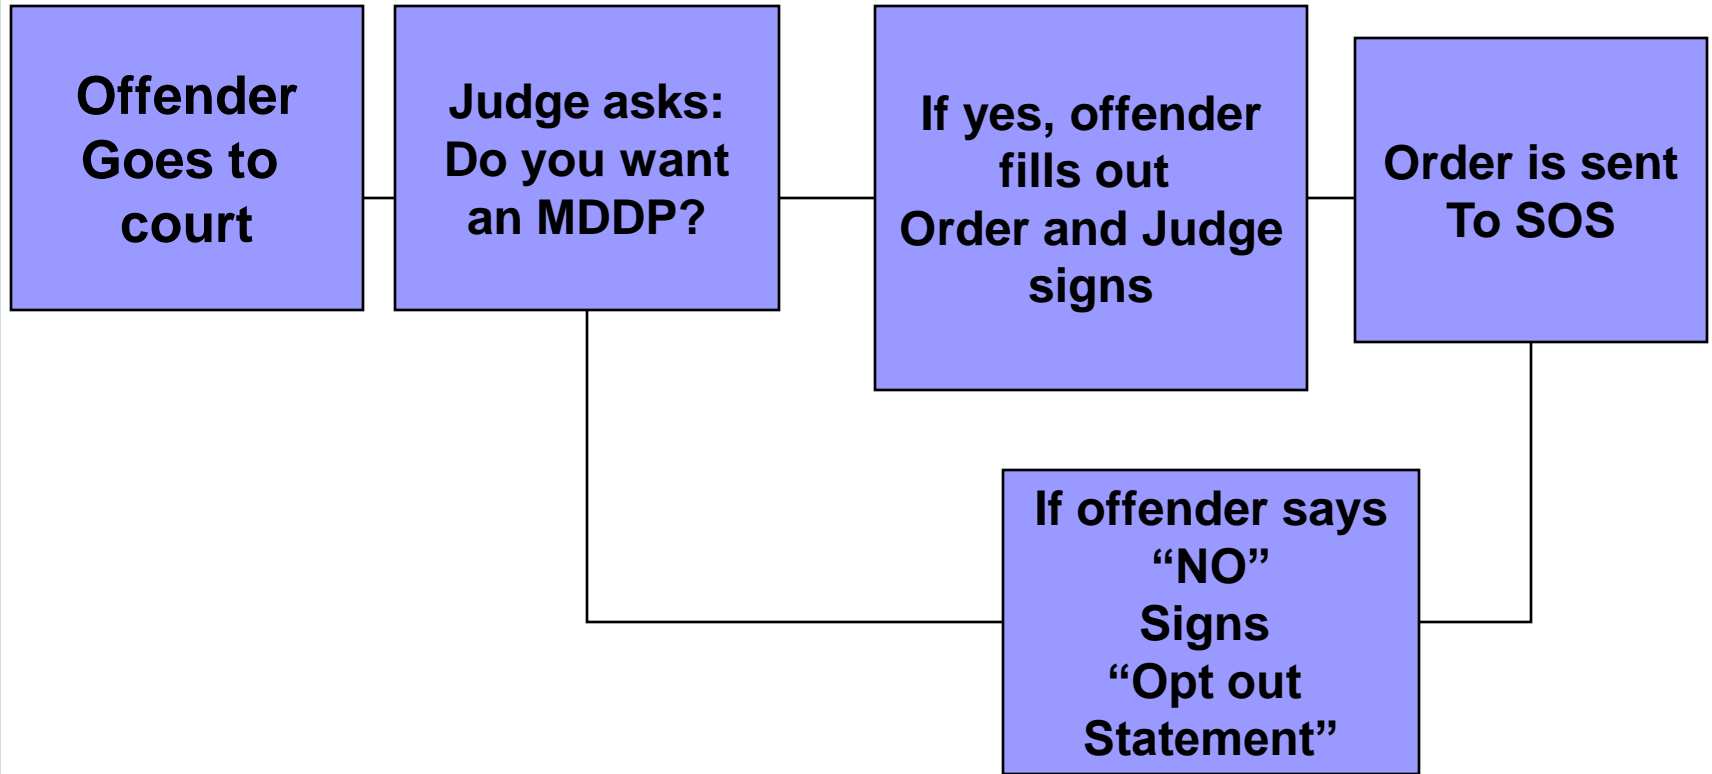 Offender
Goes to
court
Judge asks:
Do you want
an MDDP?
If yes, offender
fills out
Order and Judge
signs
Order is sent
To SOS
If offender says
“NO”
Signs
“Opt out
Statement”